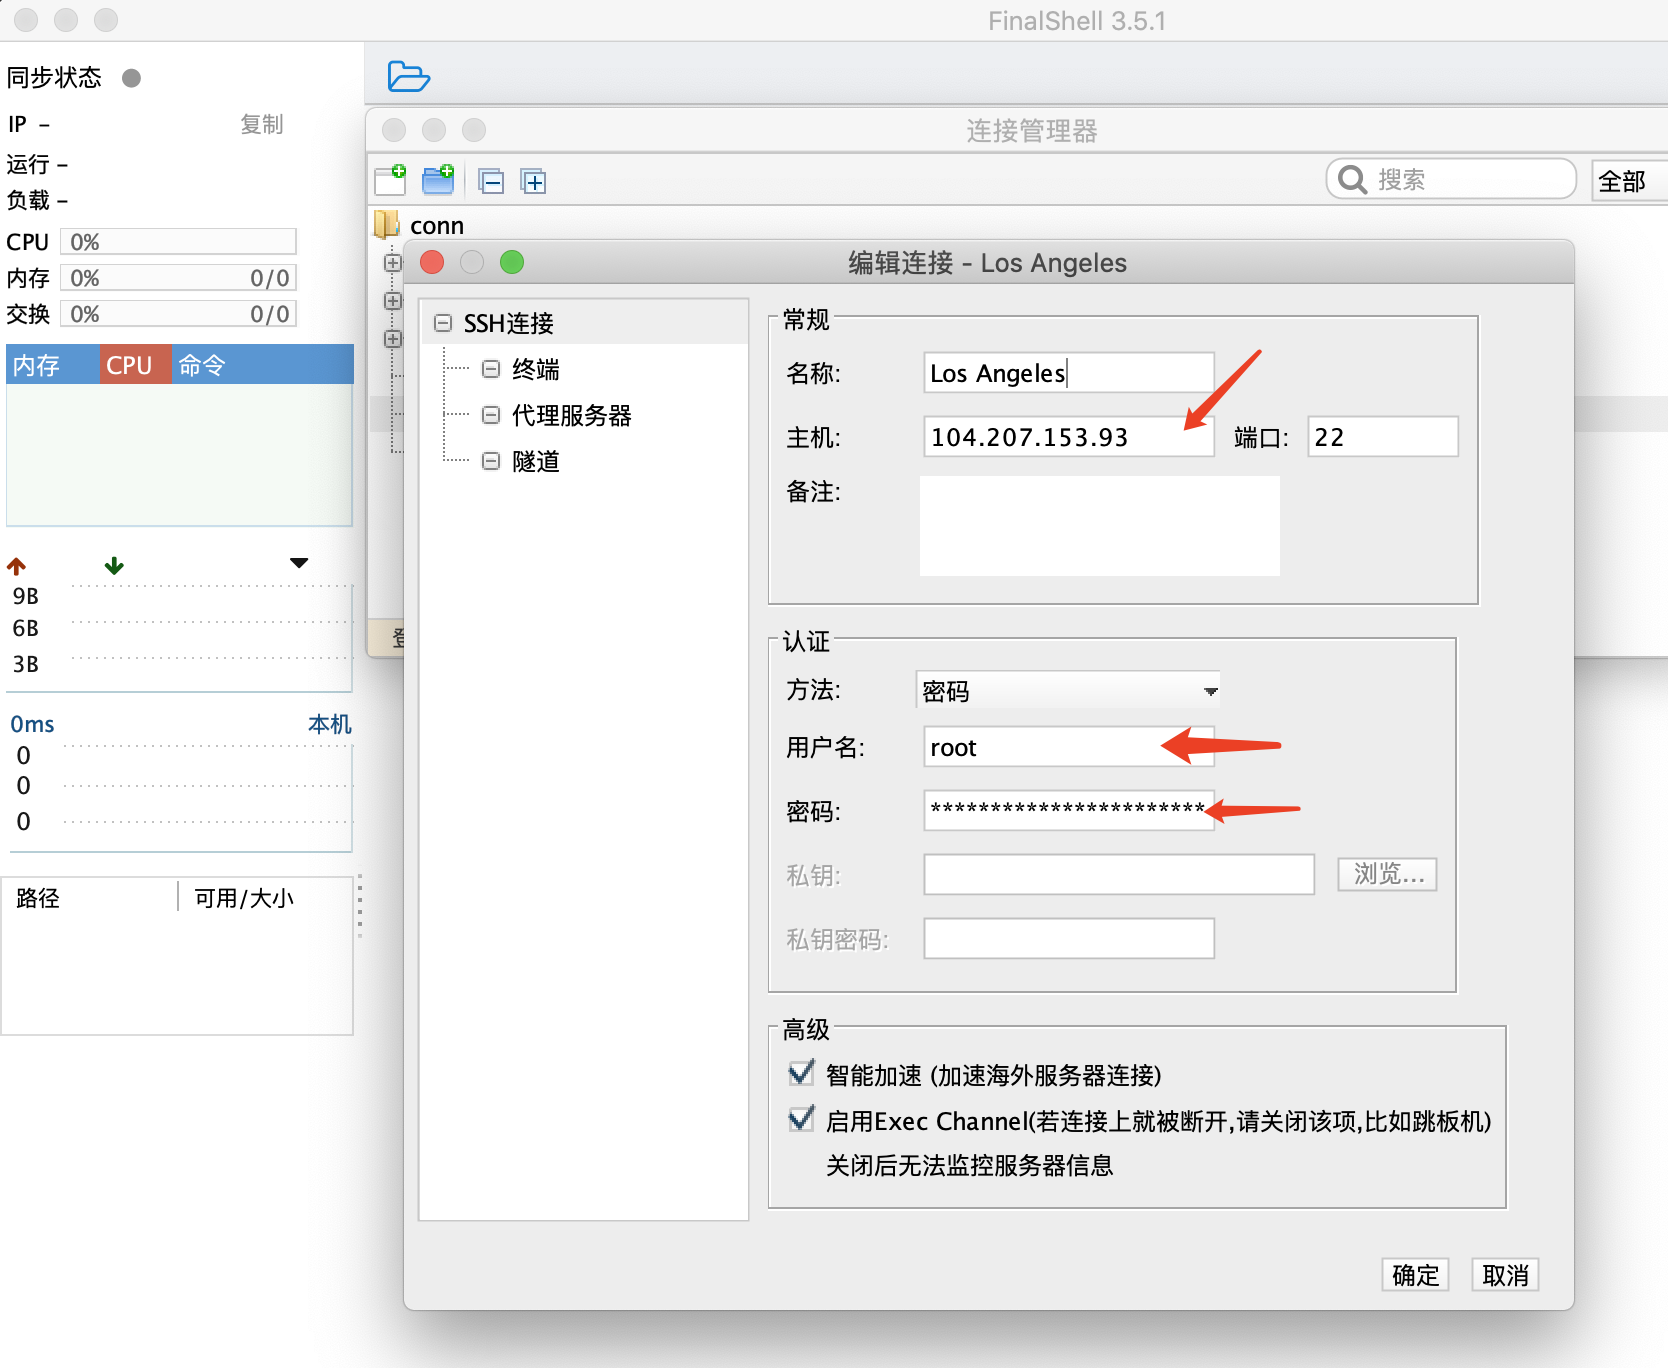 FinalShell 3.5.1
同步状态
IP -
复制
运行 -
负载 -
CPU 0%
内存 0% 0/0
交换 0% 0/0
内存 CPU 命令
9B
6B
3B
0ms 本机
0
0
0
路径 可用/大小
连接管理器
搜索
全部
conn
编辑连接 - Los Angeles
SSH连接
终端
代理服务器
隧道
常规
名称: Los Angeles
主机: 104.207.153.93 端口: 22
备注:
认证
方法: 密码
用户名: root
密码: ***********************
私钥: 浏览...
私钥密码:
高级
智能加速 (加速海外服务器连接)
启用Exec Channel(若连接上就被断开,请关闭该项,比如跳板机)
关闭后无法监控服务器信息
确定 取消